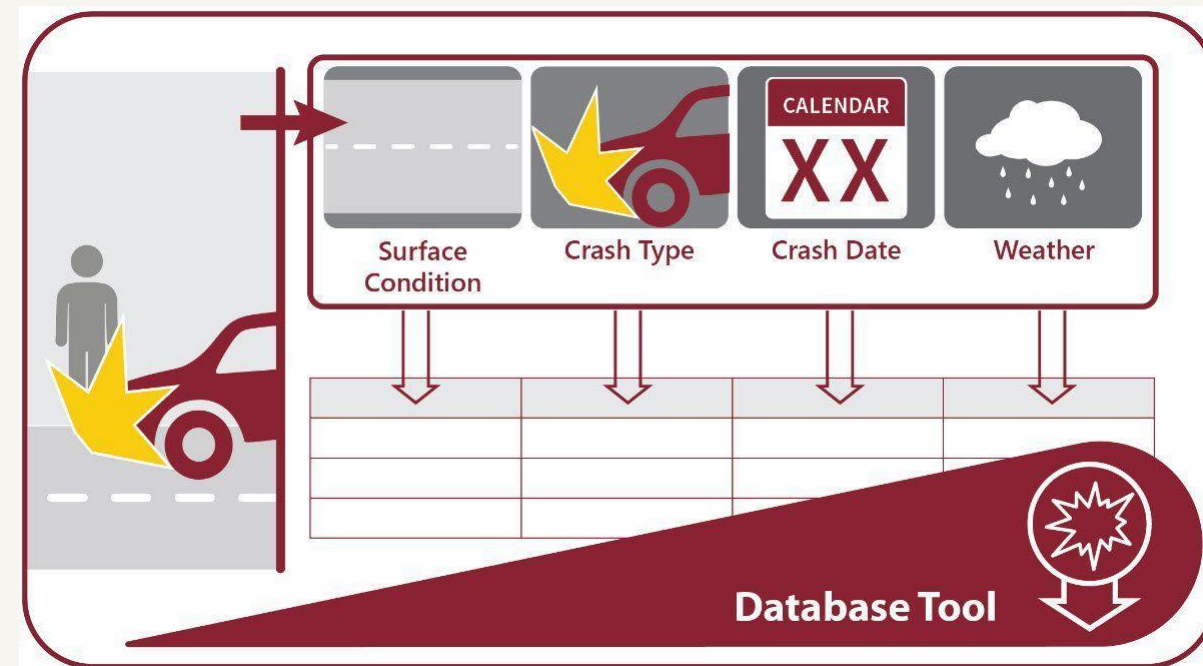 CALENDAR
XX
Surface
Condition
Crash Type
Crash Date
Weather
Database Tool